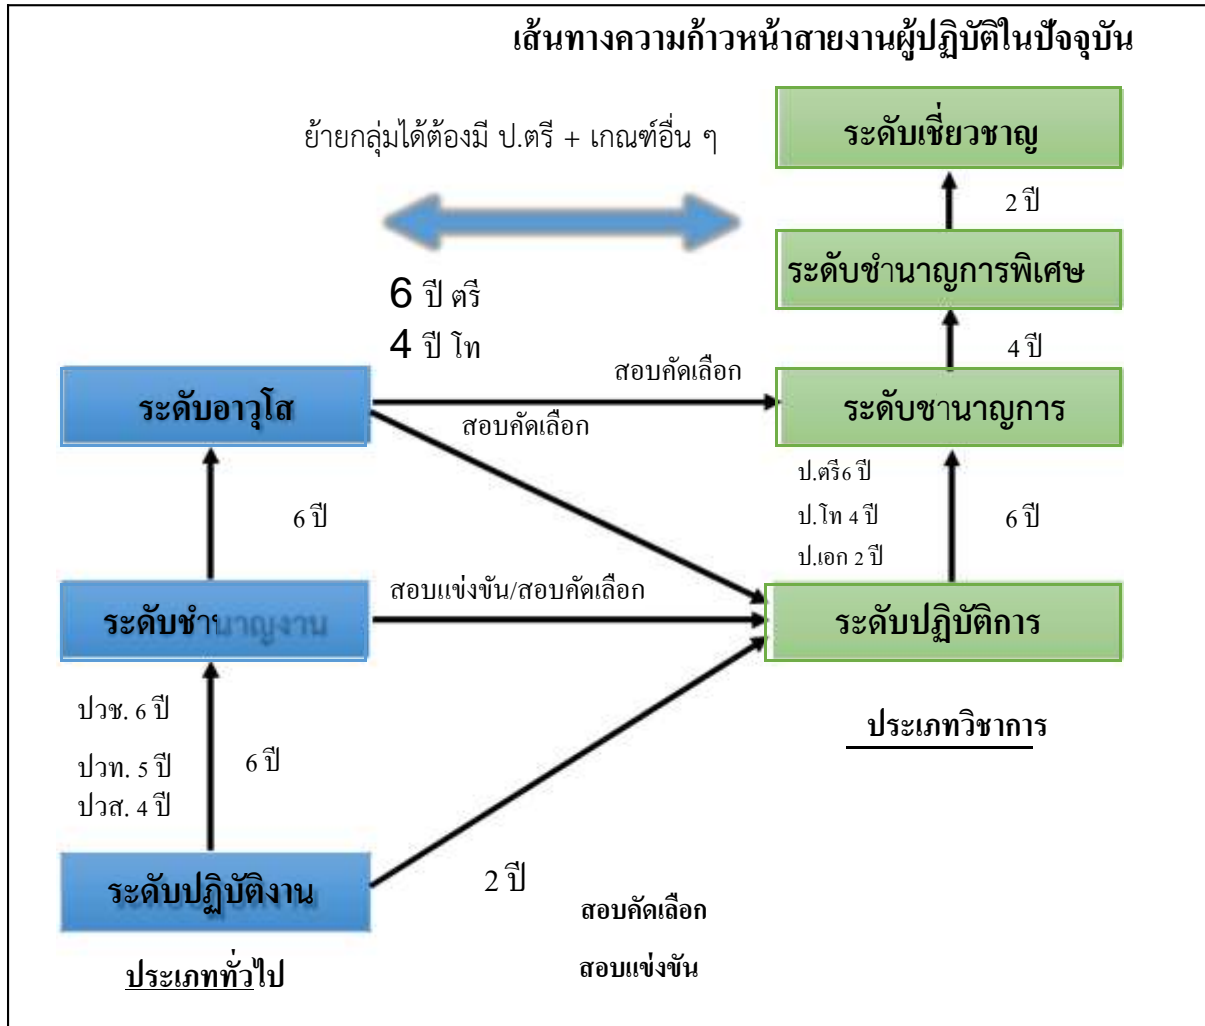 เส้นทางความก้าวหน้าสายงานผู้ปฏิบัติในปัจจุบัน
ย้ายกลุ่มได้ต้องมี ป.ตรี + เกณฑ์อื่น ๆ
ระดับเชี่ยวชาญ
2 ปี
ระดับชำนาญการพิเศษ
6 ปี ตรี
4 ปี โท
4 ปี
สอบคัดเลือก
ระดับอาวุโส
ระดับชานาญการ
สอบคัดเลือก
ป.ตรี6 ปี
ป.โท 4 ปี
ป.เอก 2 ปี
6 ปี
6 ปี
สอบแข่งขัน/สอบคัดเลือก
ระดับชำนาญงาน
ระดับปฏิบัติการ
ปวช. 6 ปี
ปวท. 5 ปี
ปวส. 4 ปี
6 ปี
ประเภทวิชาการ
ระดับปฏิบัติงาน
2 ปี
สอบคัดเลือก
สอบแข่งขัน
ประเภททั่วไป